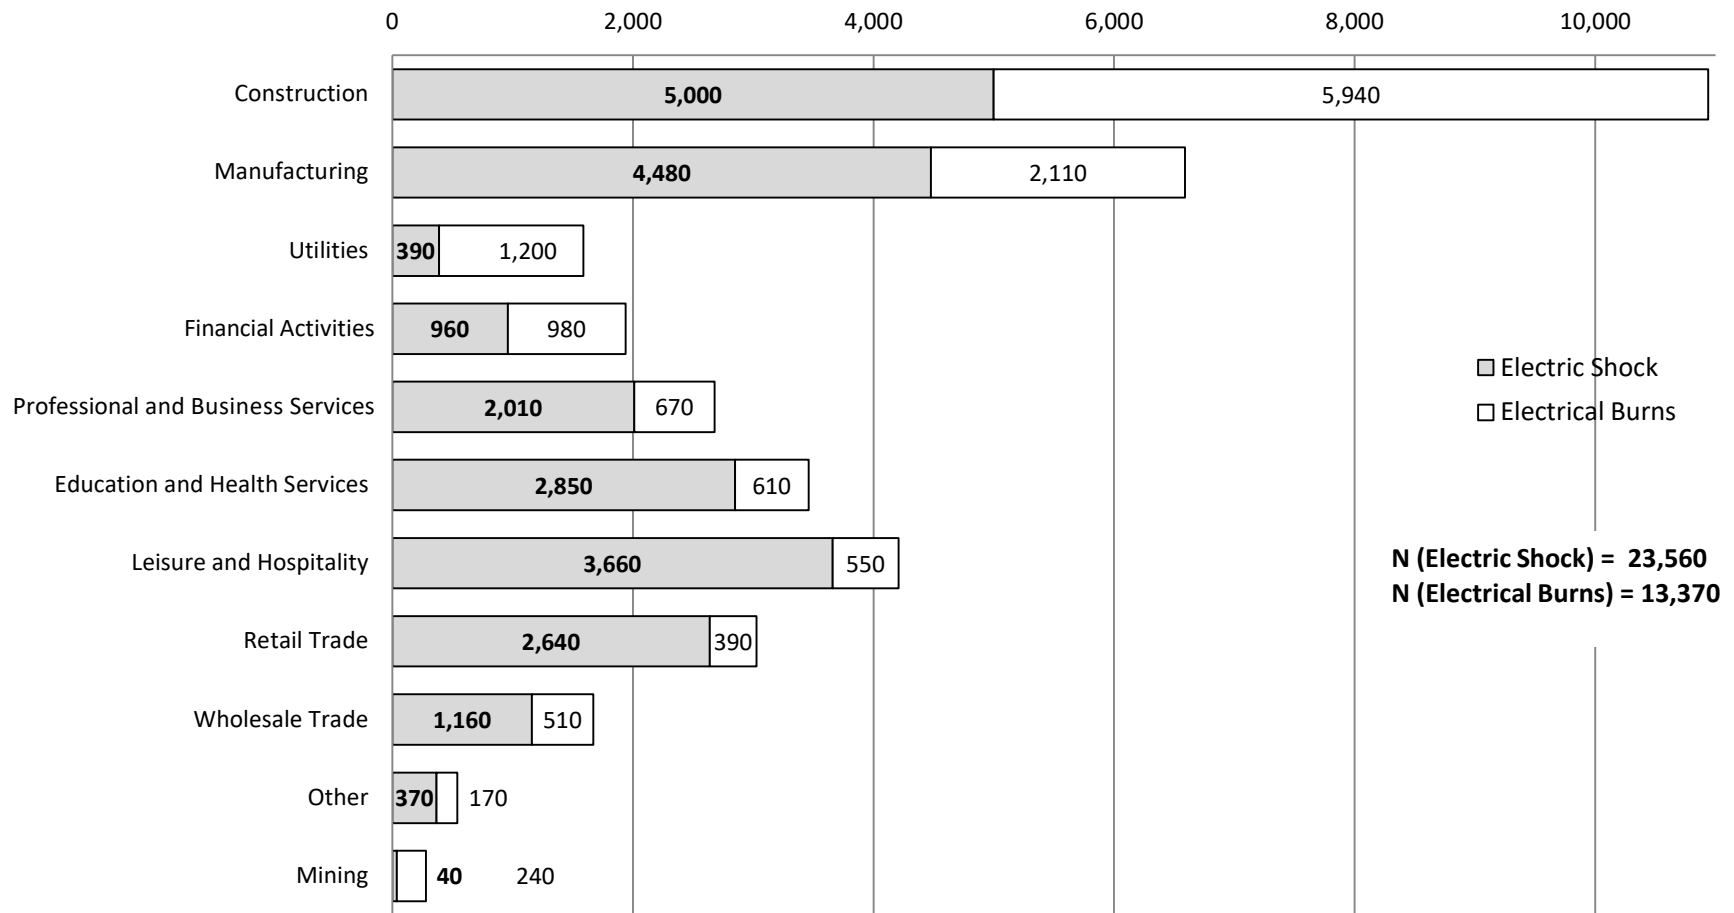 0 2,000 4,000 6,000 8,000 10,000
Construction 5,000 5,940
Manufacturing 4,480 2,110
Utilities 390 1,200
Financial Activities 960 980
Electric Shock
Professional and Business Services 2,010 670
Electrical Burns
Education and Health Services 2,850 610
Leisure and Hospitality 3,660 550
N (Electric Shock) = 23,560
N (Electrical Burns) = 13,370
Retail Trade 2,640 390
Wholesale Trade 1,160 510
Other 370 170
Mining 40 240